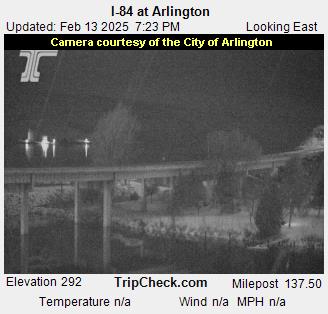 I-84 at Arlington
Updated: Feb 13 2025 7:23 PM Looking East
Camera courtesy of the City of Arlington
Elevation 292 TripCheck.com Milepost 137.50
Temperature n/a Wind n/a MPH n/a